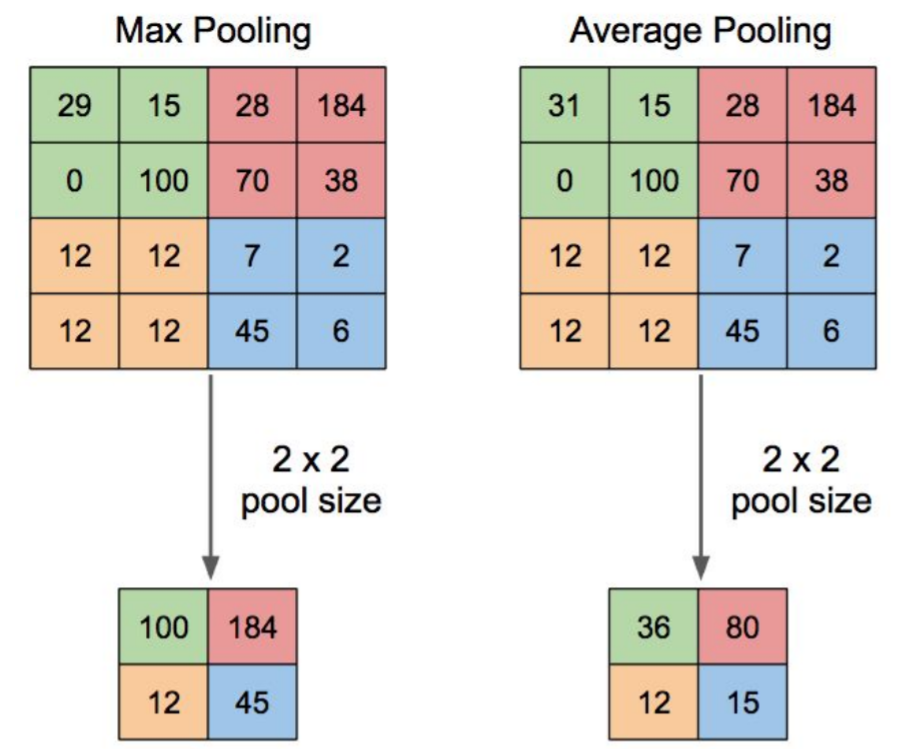 Max Pooling
29 15 28 184
0 100 70 38
12 12 7 2
12 12 45 6
2 x 2
pool size
100 184
12 45
Average Pooling
31 15 28 184
0 100 70 38
12 12 7 2
12 12 45 6
2 x 2
pool size
36 80
12 15